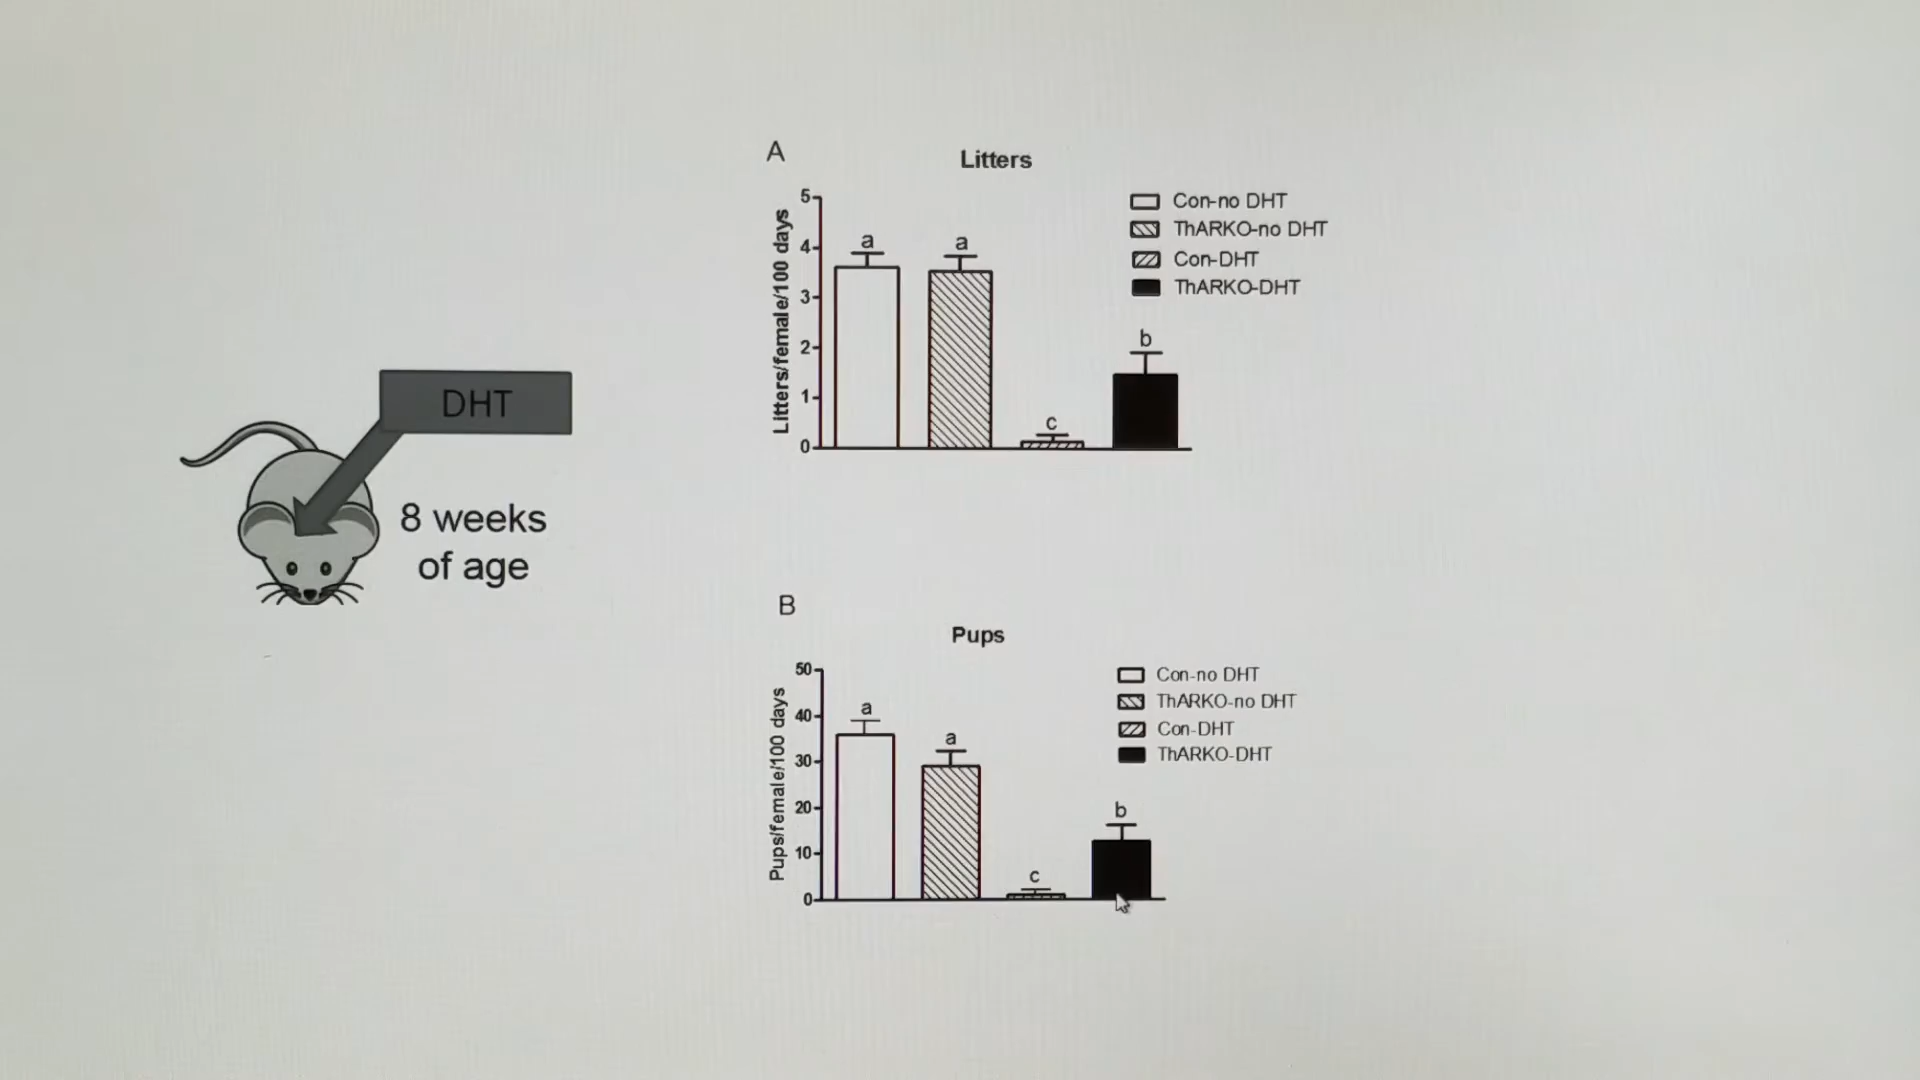 DHT
8 weeks
of age
A
Litters
Litters/female/100 days
5
4
3
2
1
0
a
a
c
b
Con-no DHT
ThARKO-no DHT
Con-DHT
ThARKO-DHT
B
Pups
Pups/female/100 days
50
40
30
20
10
0
a
a
c
b
Con-no DHT
ThARKO-no DHT
Con-DHT
ThARKO-DHT